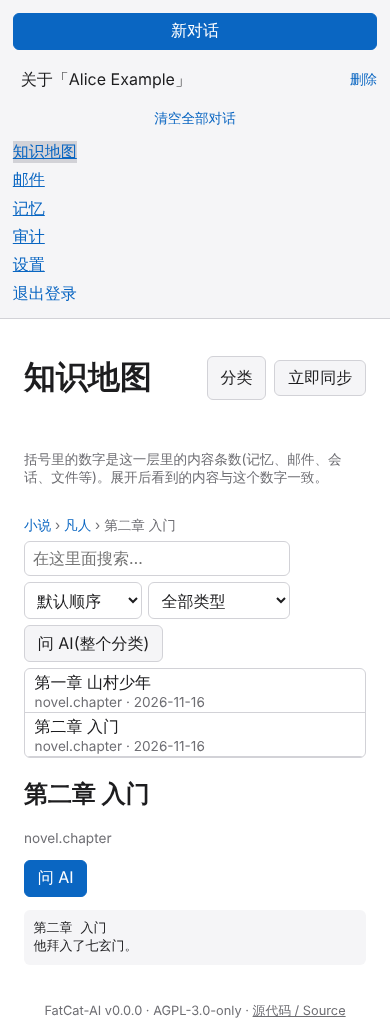 新对话
关于「Alice Example」 删除
清空全部对话
知识地图
邮件
记忆
审计
设置
退出登录
知识地图 分类 立即同步
括号里的数字是这一层里的内容条数(记忆、邮件、会
话、文件等)。展开后看到的内容与这个数字一致。
小说 › 凡人 › 第二章 入门
在这里面搜索…
默认顺序 全部类型
问 AI(整个分类)
第一章 山村少年
novel.chapter · 2026-11-16
第二章 入门
novel.chapter · 2026-11-16
第二章 入门
novel.chapter
问 AI
第二章 入门
他拜入了七玄门。
FatCat-AI v0.0.0 · AGPL-3.0-only · 源代码 / Source